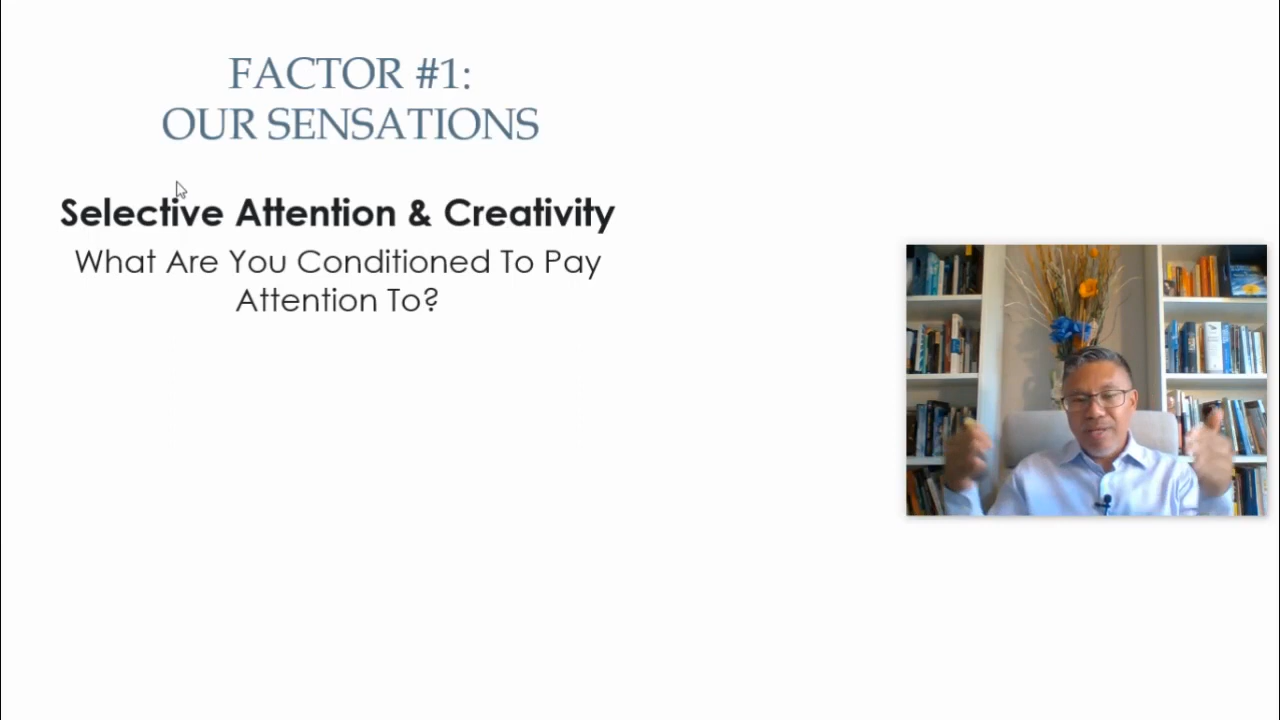 FACTOR #1:
OUR SENSATIONS
Selective Attention & Creativity
What Are You Conditioned To Pay
Attention To?